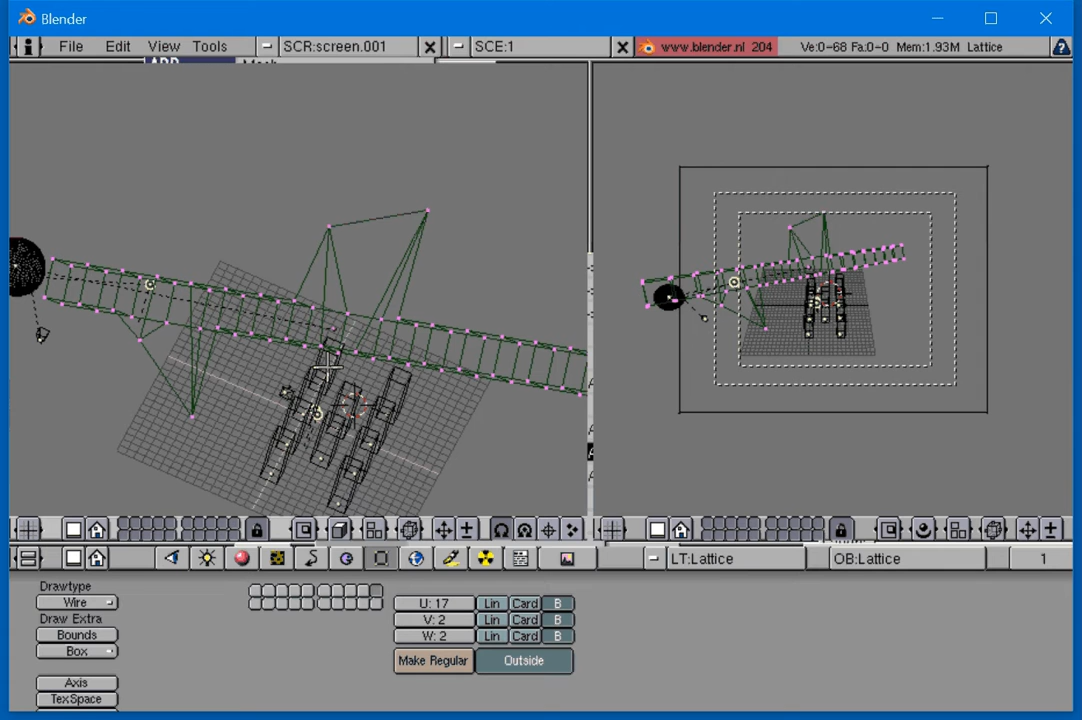 Blender
File Edit View Tools SCR:screen.001 SCE:1 www.blender.nl 204 Ve:0-68 Fa:0-0 Mem:1.93M Lattice ?
LT:Lattice OB:Lattice 1
Drawtype
Wire
Draw Extra
Bounds
Box
Axis
TexSpace
U: 17 Lin Card B
V: 2 Lin Card B
W: 2 Lin Card B
Make Regular Outside